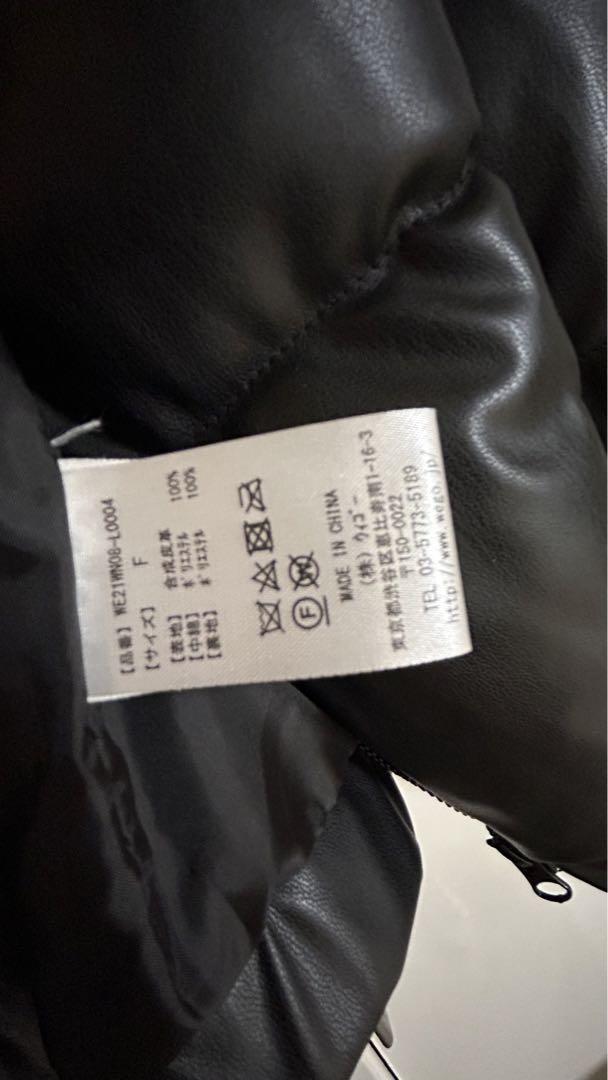 【品番】 WE21WN08-L0004
【サイズ】 F
【表地】 合成皮革
【中綿】 ポリエステル 100%
【裏地】 ポリエステル 100%
F W
MADE IN CHINA
(株) ウィゴー
東京都渋谷区恵比寿南1-16-3
〒150-0022
TEL 03-5773-5189
http://www.wego.jp/